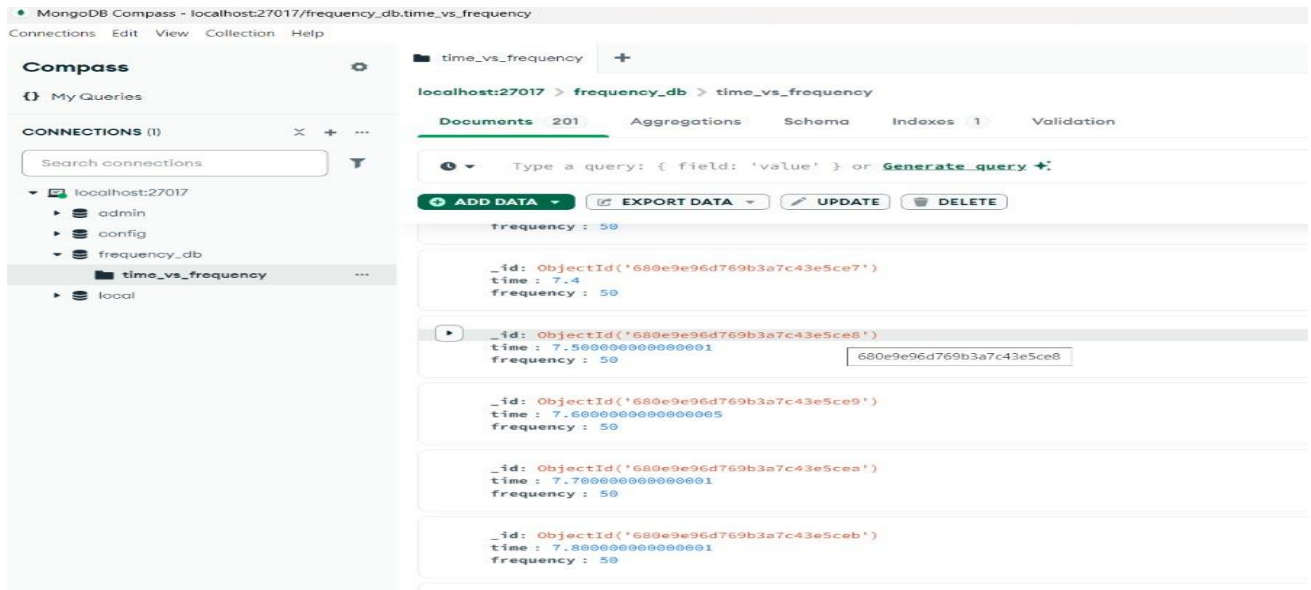 MongoDB Compass - localhost:27017/frequency_db.time_vs_frequency
Connections Edit View Collection Help
Compass
{} My Queries
CONNECTIONS (1)
Search connections
localhost:27017
admin
config
frequency_db
time_vs_frequency
local
time_vs_frequency
localhost:27017 > frequency_db > time_vs_frequency
Documents 201 Aggregations Schema Indexes 1 Validation
Type a query: { field: 'value' } or Generate query
ADD DATA EXPORT DATA UPDATE DELETE
frequency : 50
_id: ObjectId('680e9e96d769b3a7c43e5ce7')
time : 7.4
frequency : 50
_id: ObjectId('680e9e96d769b3a7c43e5ce8')
time : 7.500000000000001
680e9e96d769b3a7c43e5ce8
frequency : 50
_id: ObjectId('680e9e96d769b3a7c43e5ce9')
time : 7.6000000000000005
frequency : 50
_id: ObjectId('680e9e96d769b3a7c43e5cea')
time : 7.700000000000001
frequency : 50
_id: ObjectId('680e9e96d769b3a7c43e5ceb')
time : 7.800000000000001
frequency : 50